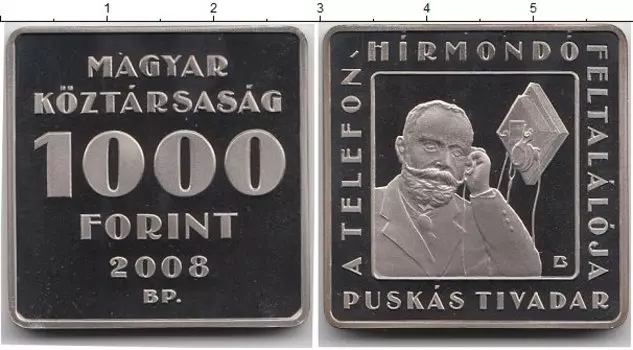 1 2 3 4 5
MAGYAR
KÖZTÁRSASÁG
1000
FORINT
2008
BP.
A TELEFON-
HÍRMONDÓ
FELTALÁLÓJA
PUSKÁS TIVADAR